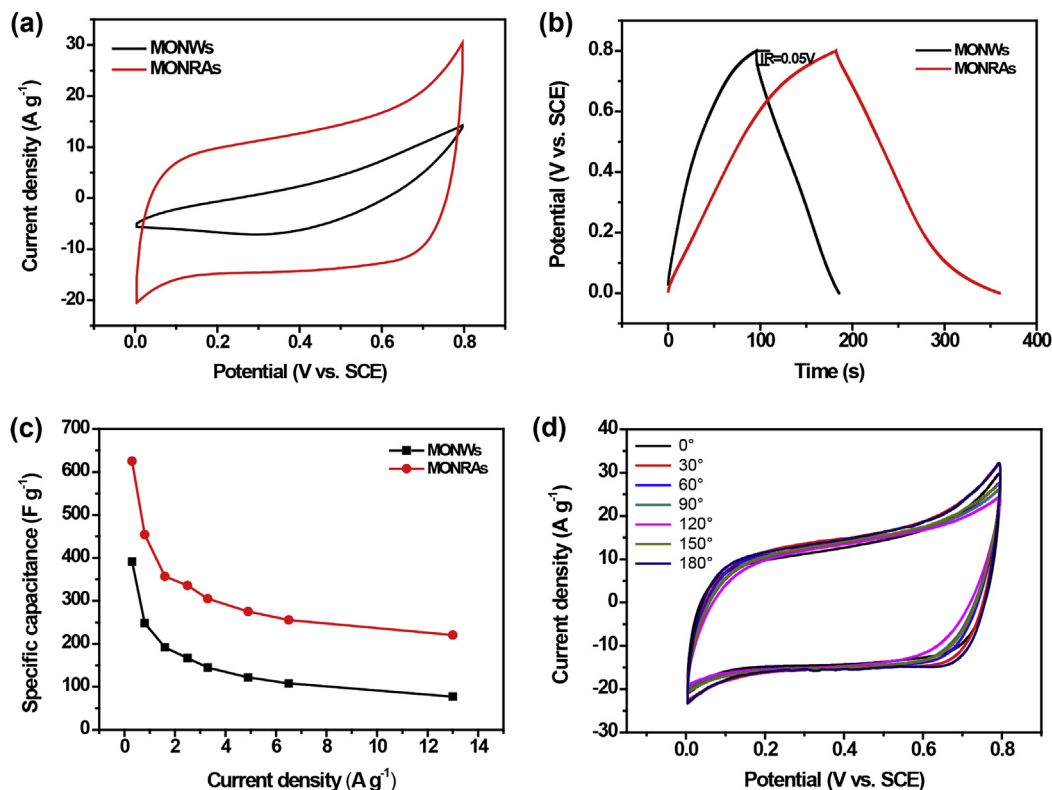 (a)
MONWs
MONRAs
Current density (A g⁻¹)
30
20
10
0
-10
-20
0.0 0.2 0.4 0.6 0.8
Potential (V vs. SCE)
(b)
IR=0.05V
MONWs
MONRAs
Potential (V vs. SCE)
0.8
0.6
0.4
0.2
0.0
0 100 200 300 400
Time (s)
(c)
MONWs
MONRAs
Specific capacitance (F g⁻¹)
700
600
500
400
300
200
100
0
0 2 4 6 8 10 12 14
Current density (A g⁻¹)
(d)
0°
30°
60°
90°
120°
150°
180°
Current density (A g⁻¹)
40
30
20
10
0
-10
-20
-30
0.0 0.2 0.4 0.6 0.8
Potential (V vs. SCE)